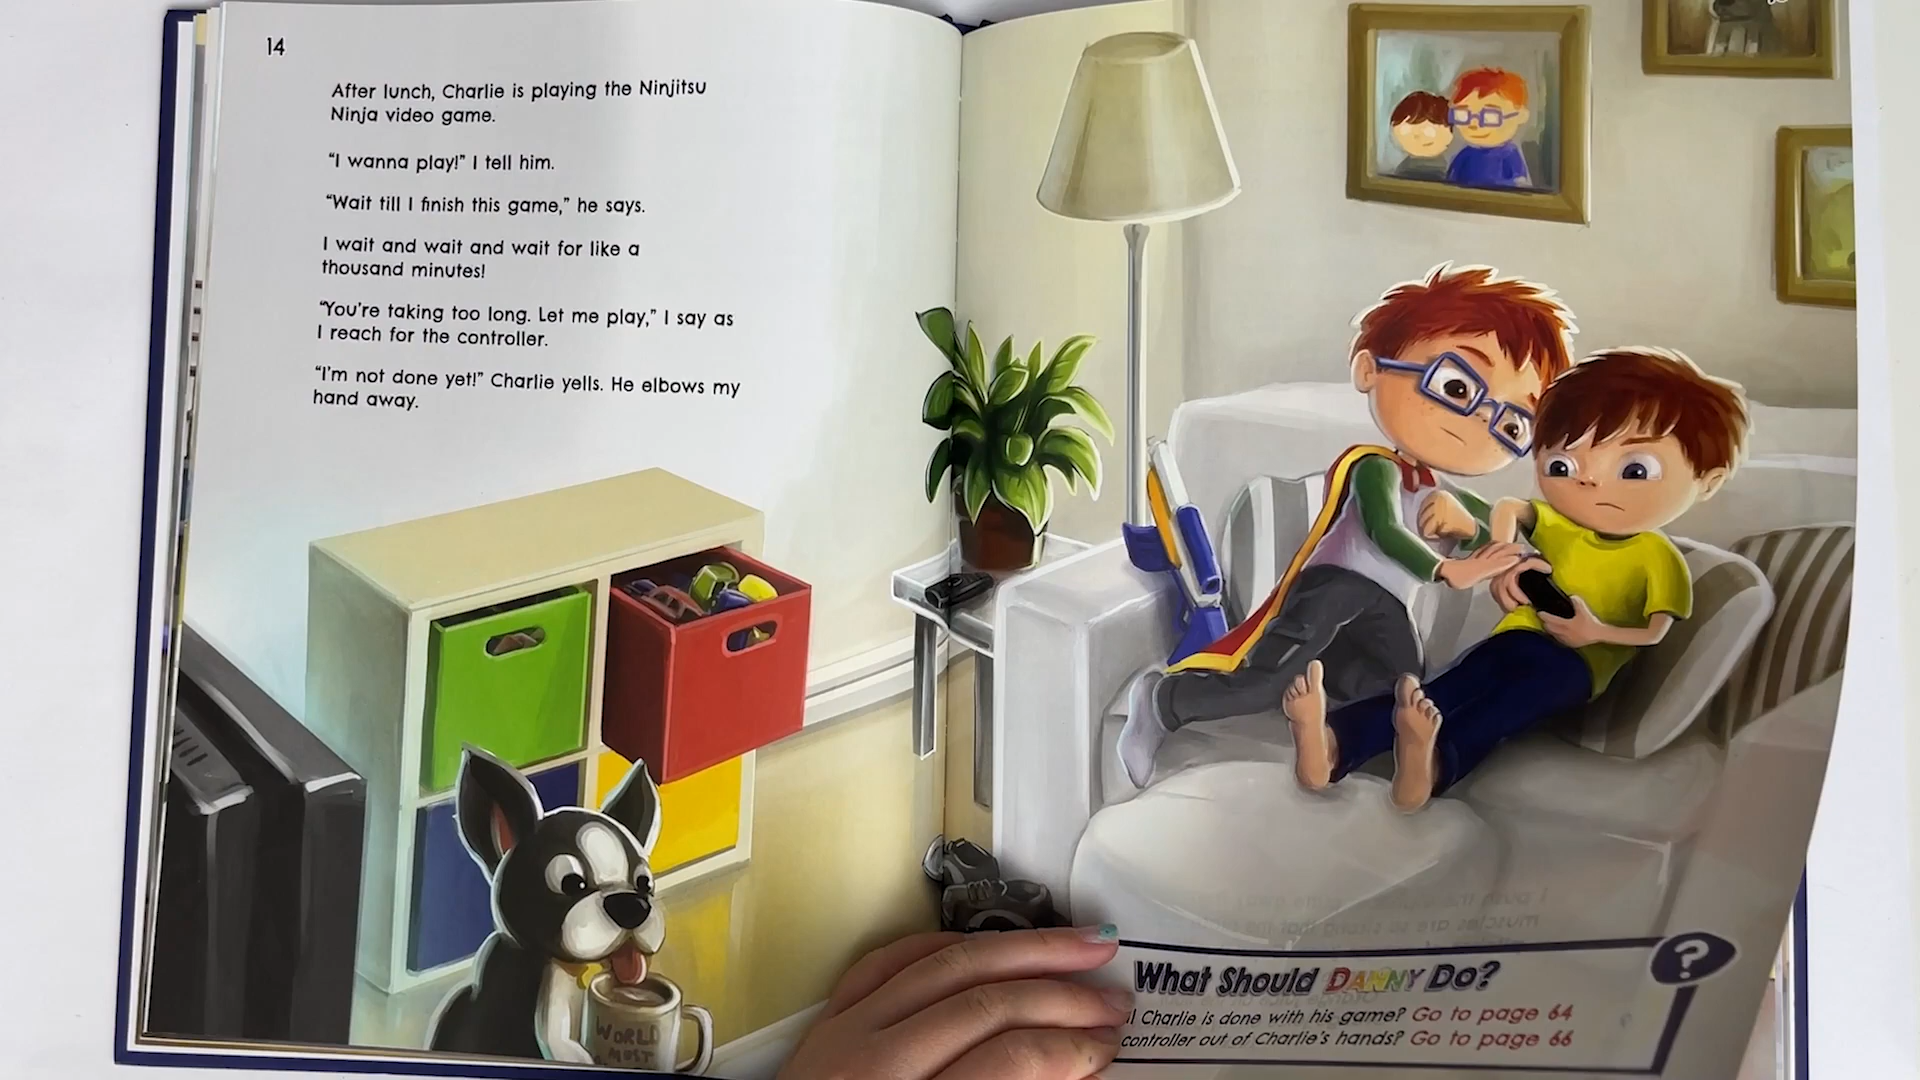 14
After lunch, Charlie is playing the Ninjitsu
Ninja video game.
“I wanna play!” I tell him.
“Wait till I finish this game,” he says.
I wait and wait and wait for like a
thousand minutes!
“You’re taking too long. Let me play,” I say as
I reach for the controller.
“I’m not done yet!” Charlie yells. He elbows my
hand away.
WORLD
MOST
?
What Should DANNY Do?
Charlie is done with his game? Go to page 64
controller out of Charlie’s hands? Go to page 66